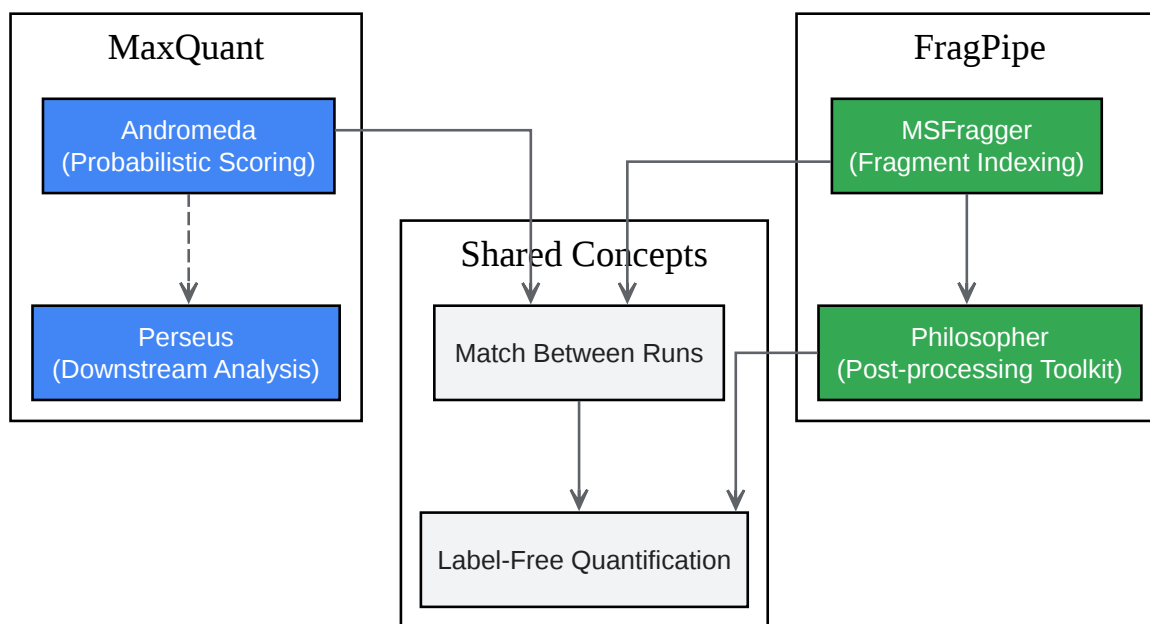 MaxQuant
Andromeda
(Probabilistic Scoring)
Perseus
(Downstream Analysis)
Shared Concepts
Match Between Runs
Label-Free Quantification
FragPipe
MSFragger
(Fragment Indexing)
Philosopher
(Post-processing Toolkit)